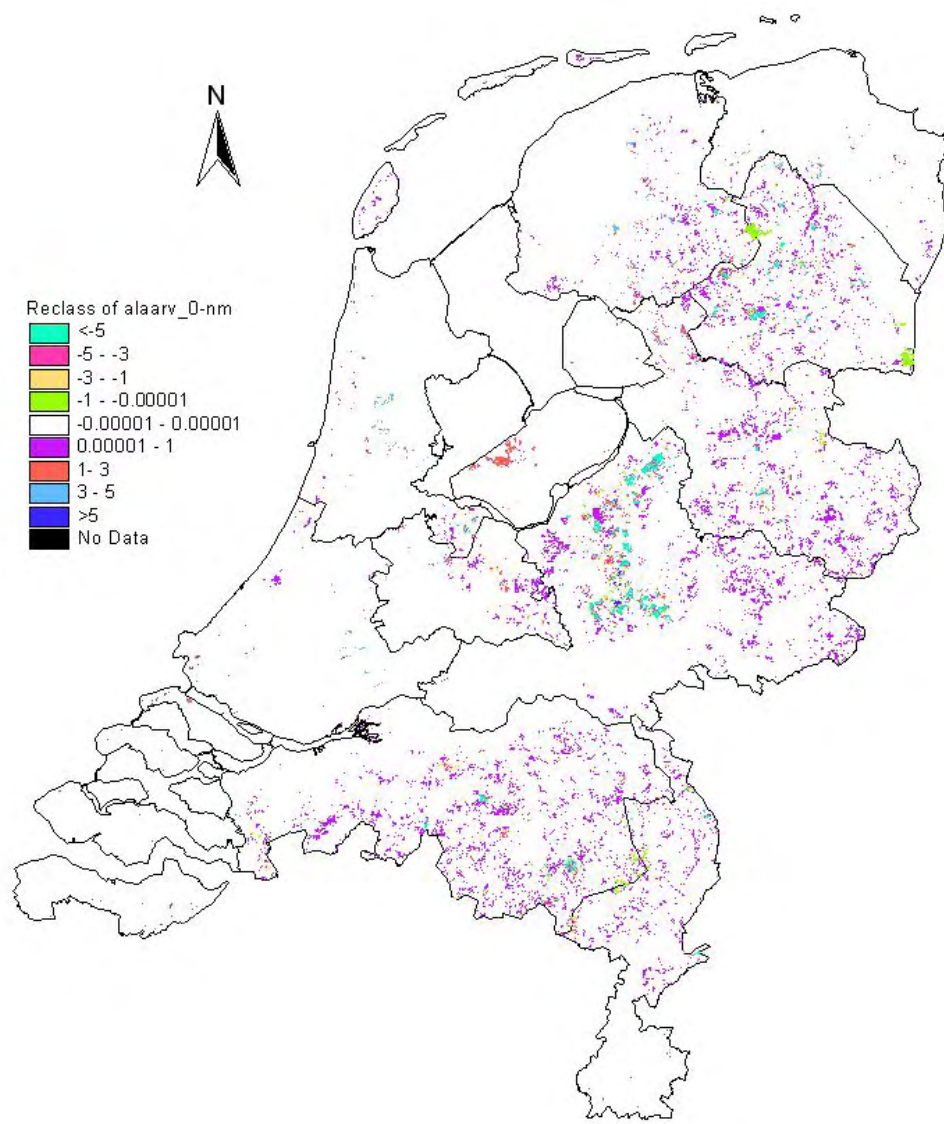 N
Reclass of alaarv_0-nm
<-5
-5 - -3
-3 - -1
-1 - -0.00001
-0.00001 - 0.00001
0.00001 - 1
1- 3
3 - 5
>5
No Data